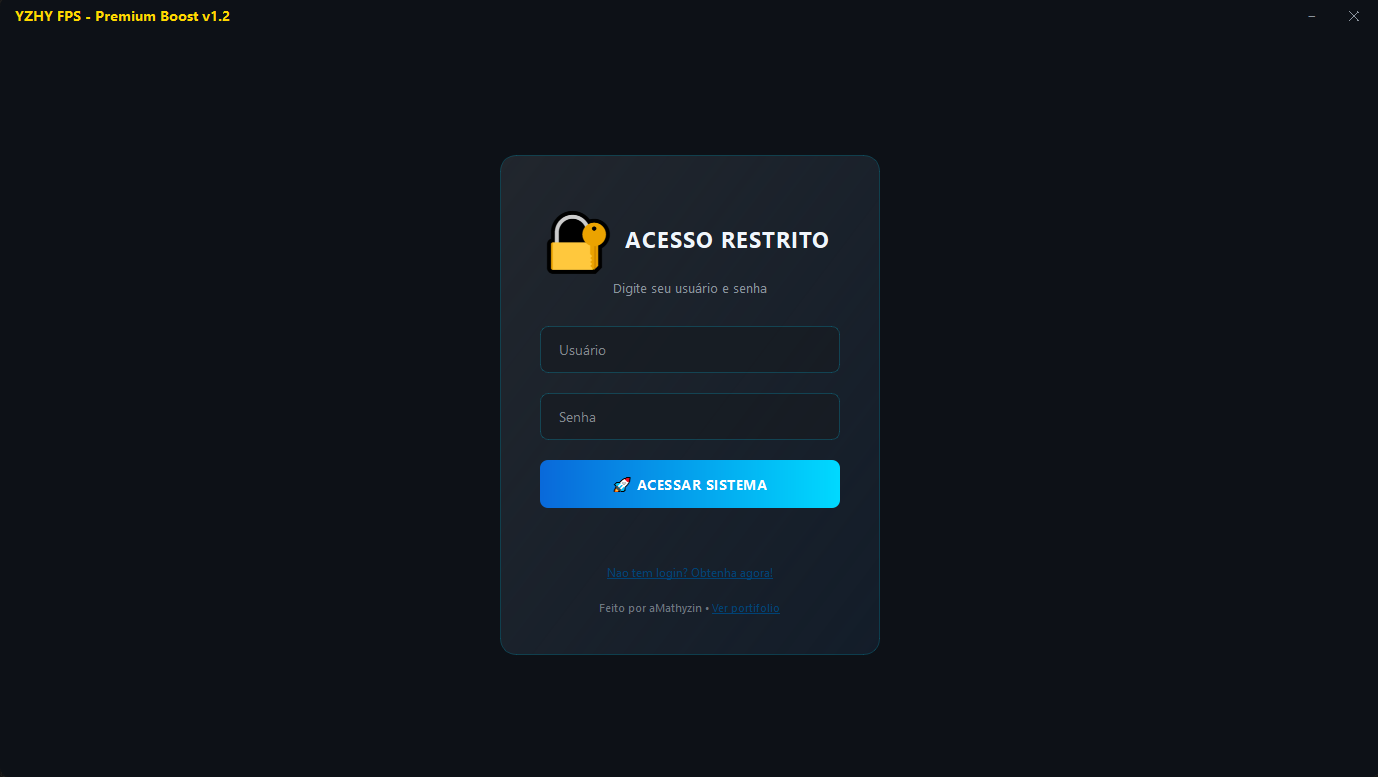 YZHY FPS - Premium Boost v1.2
ACESSO RESTRITO
Digite seu usuário e senha
Usuário
Senha
ACESSAR SISTEMA
Nao tem login? Obtenha agora!
Feito por aMathyzin • Ver portifolio